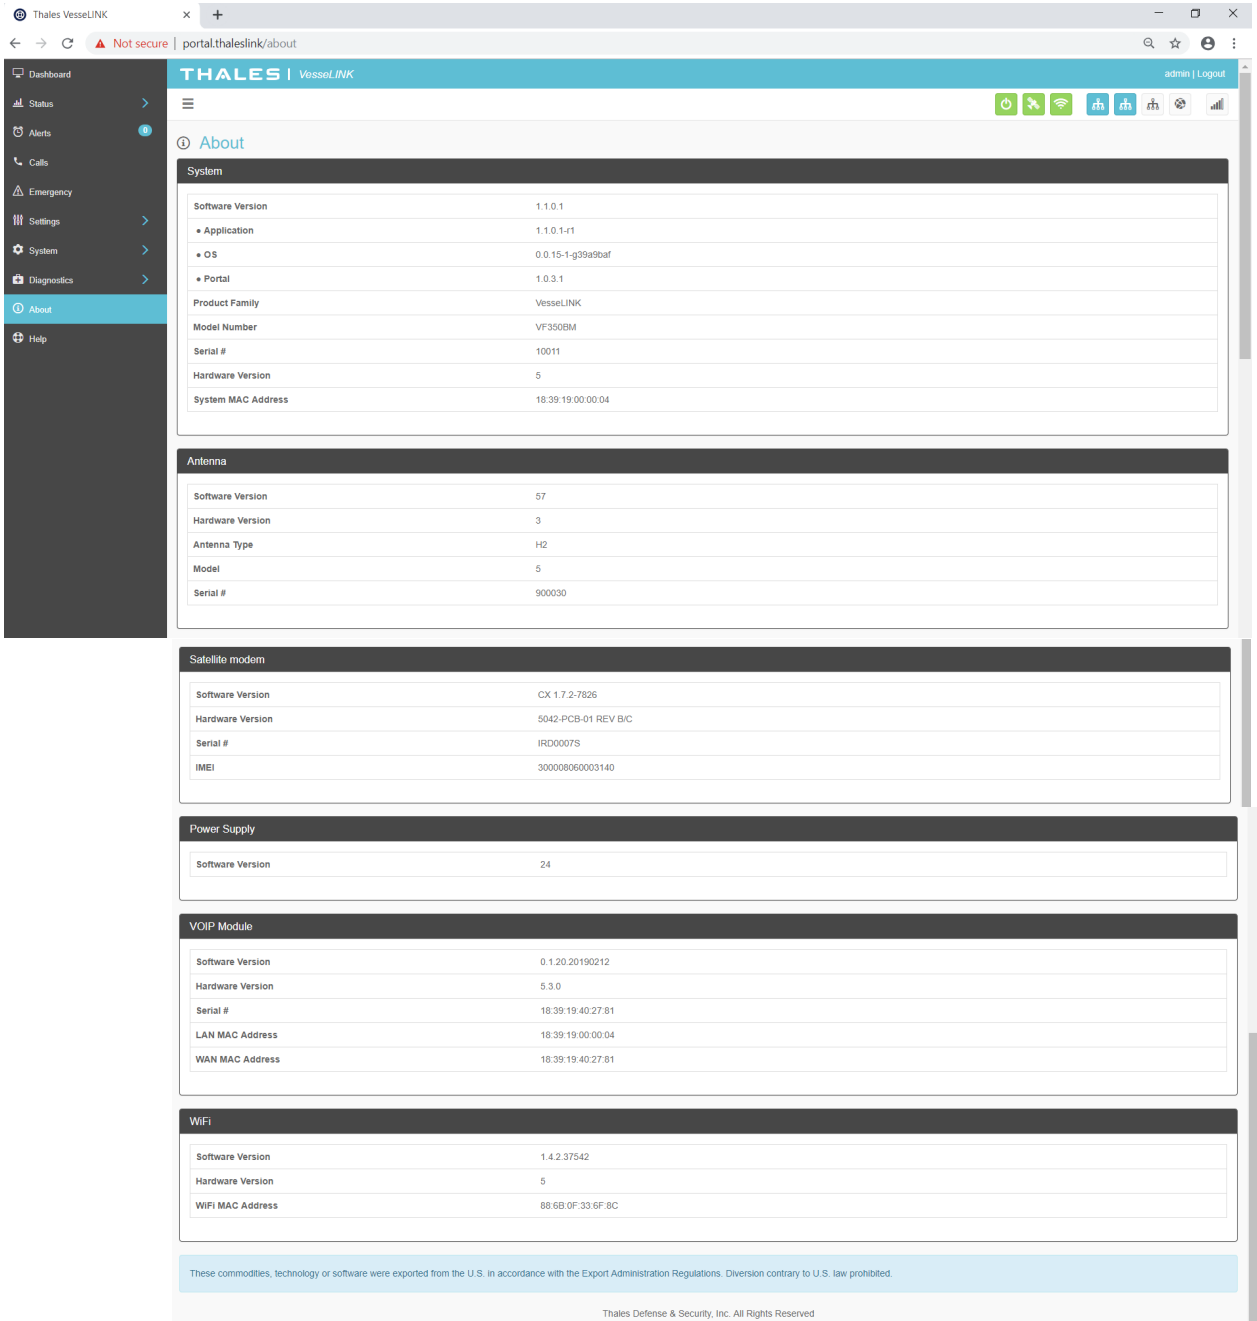 Thales VesseLINK
Not secure | portal.thaleslink/about
THALES | VesseLINK
admin | Logout
Dashboard
Status
Alerts 0
Calls
Emergency
Settings
System
Diagnostics
About
Help
About
System
Software Version 1.1.0.1
• Application 1.1.0.1-r1
• OS 0.0.15-1-g39a9baf
• Portal 1.0.3.1
Product Family VesseLINK
Model Number VF350BM
Serial # 10011
Hardware Version 5
System MAC Address 18:39:19:00:00:04
Antenna
Software Version 57
Hardware Version 3
Antenna Type H2
Model 5
Serial # 900030
Satellite modem
Software Version CX 1.7.2-7826
Hardware Version 5042-PCB-01 REV B/C
Serial # IRD0007S
IMEI 300008060003140
Power Supply
Software Version 24
VOIP Module
Software Version 0.1.20.20190212
Hardware Version 5.3.0
Serial # 18:39:19:40:27:81
LAN MAC Address 18:39:19:00:00:04
WAN MAC Address 18:39:19:40:27:81
WiFi
Software Version 1.4.2.37542
Hardware Version 5
WiFi MAC Address 88:6B:0F:33:6F:8C
These commodities, technology or software were exported from the U.S. in accordance with the Export Administration Regulations. Diversion contrary to U.S. law prohibited.
Thales Defense & Security, Inc. All Rights Reserved